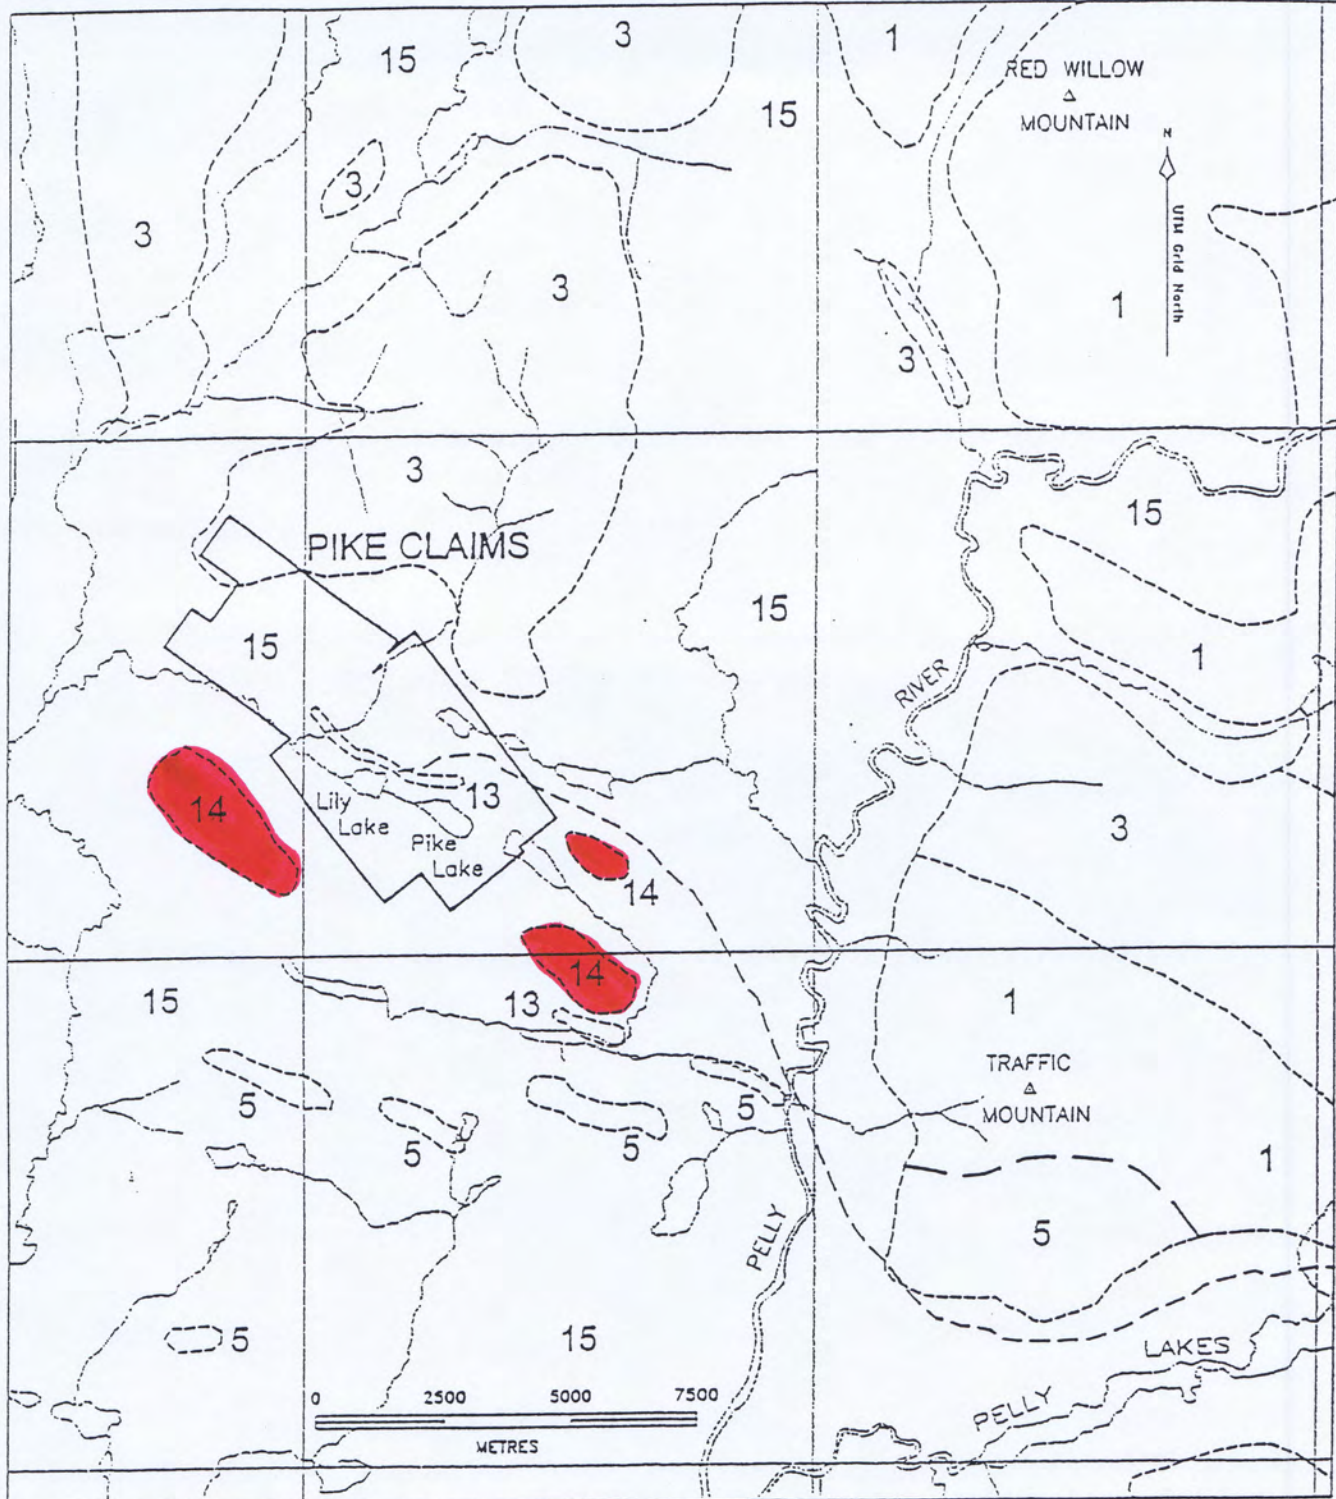 3
1
15
RED WILLOW
MOUNTAIN
15
N
3
UTM Grid North
3
3
1
3
3
15
PIKE CLAIMS
15
15
1
RIVER
13
14
Lily
Lake
3
Pike
Lake
14
14
15
13
1
TRAFFIC
MOUNTAIN
5
5
5
5
1
5
PELLY
5
15
LAKES
0 2500 5000 7500
METRES
PELLY